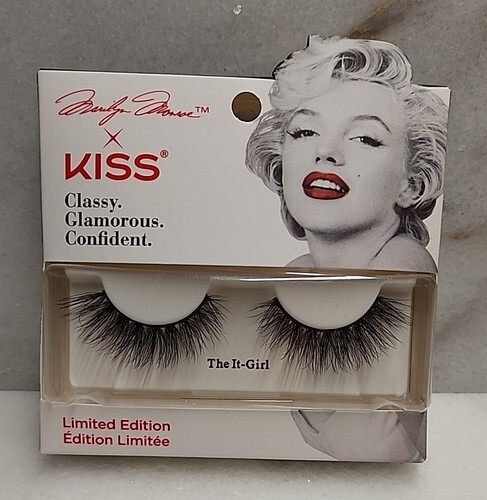 Marilyn Monroe™
X
KISS®
Classy.
Glamorous.
Confident.
The It-Girl
Limited Edition
Édition Limitée